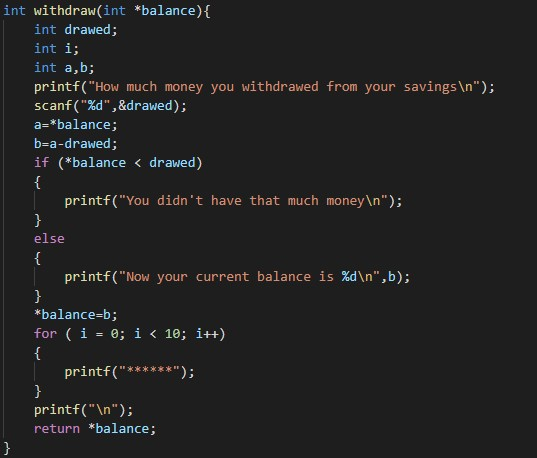 int withdraw(int *balance){
    int drawed;
    int i;
    int a,b;
    printf("How much money you withdrawed from your savings\n");
    scanf("%d",&drawed);
    a=*balance;
    b=a-drawed;
    if (*balance < drawed)
    {
        printf("You didn't have that much money\n");
    }
    else
    {
        printf("Now your current balance is %d\n",b);
    }
    *balance=b;
    for ( i = 0; i < 10; i++)
    {
        printf("******");
    }
    printf("\n");
    return *balance;
}